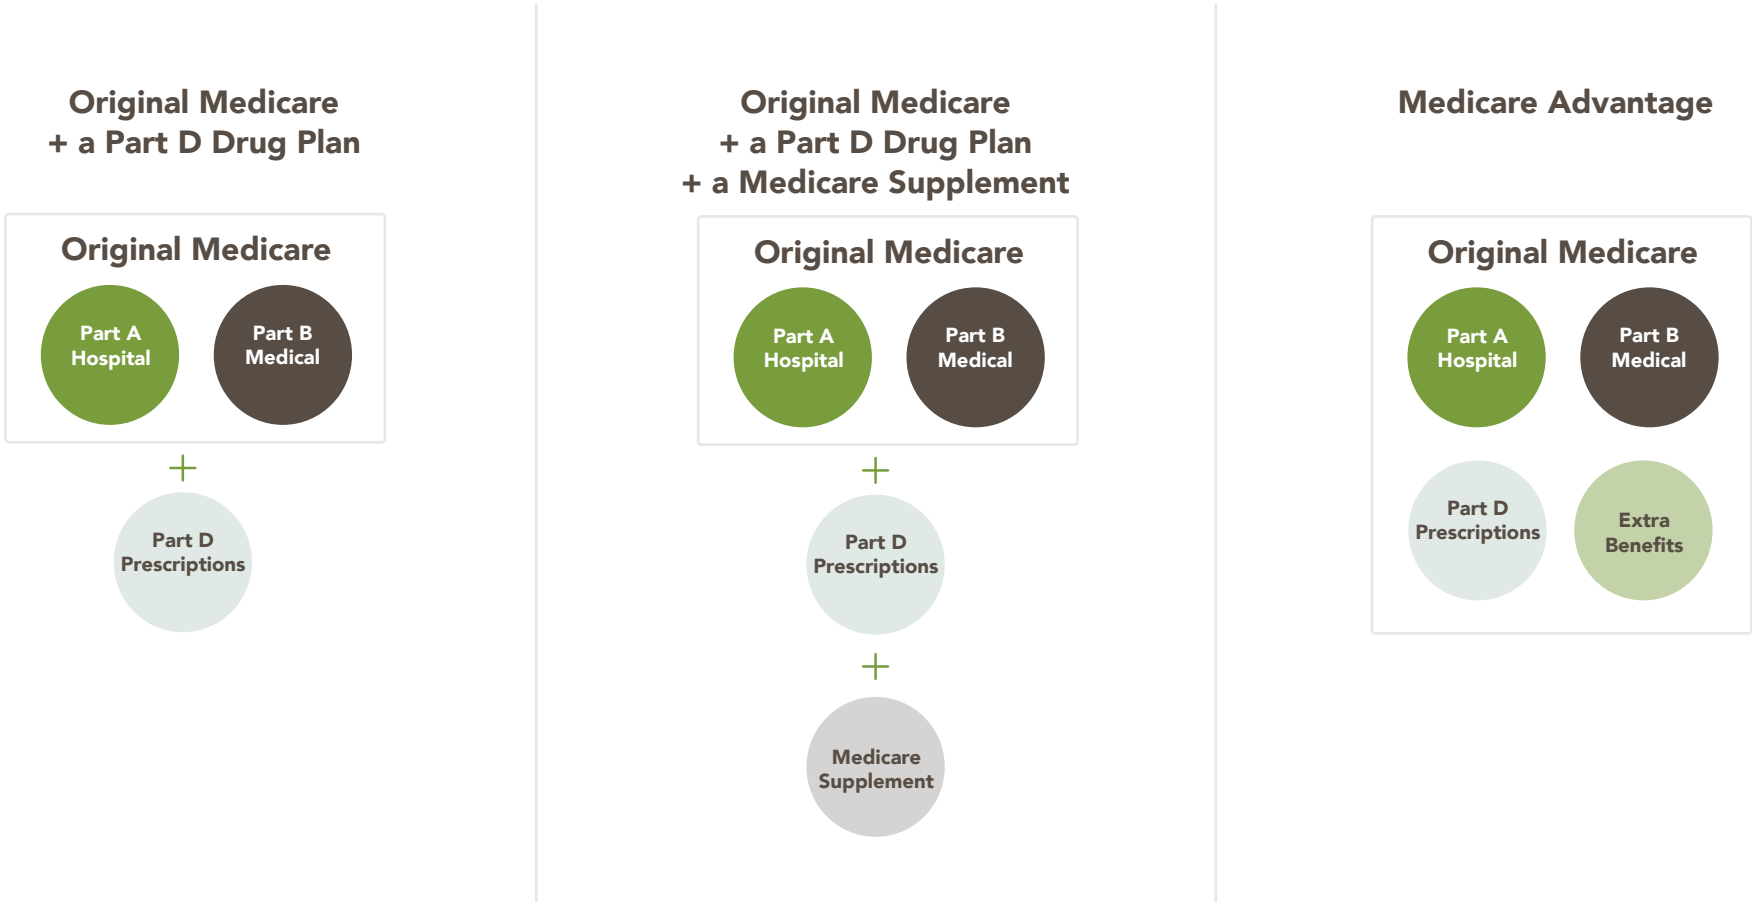 Original Medicare
+ a Part D Drug Plan
Original Medicare
Part A
Hospital
Part B
Medical
+
Part D
Prescriptions
Original Medicare
+ a Part D Drug Plan
+ a Medicare Supplement
Original Medicare
Part A
Hospital
Part B
Medical
+
Part D
Prescriptions
+
Medicare
Supplement
Medicare Advantage
Original Medicare
Part A
Hospital
Part B
Medical
Part D
Prescriptions
Extra
Benefits